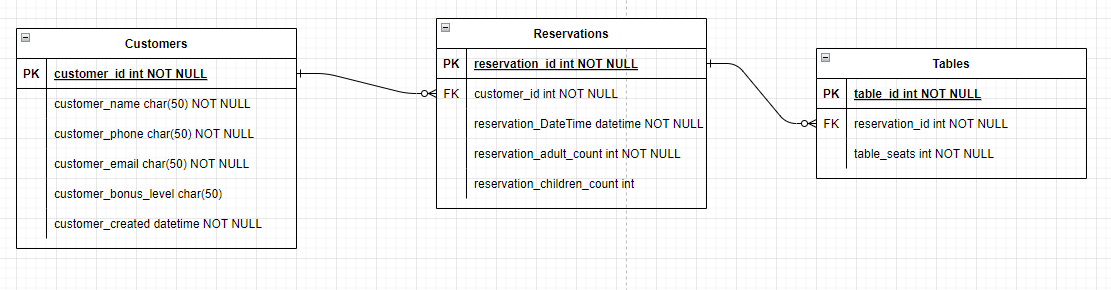 Customers
PK customer_id int NOT NULL
customer_name char(50) NOT NULL
customer_phone char(50) NOT NULL
customer_email char(50) NOT NULL
customer_bonus_level char(50)
customer_created datetime NOT NULL
Reservations
PK reservation_id int NOT NULL
FK customer_id int NOT NULL
reservation_DateTime datetime NOT NULL
reservation_adult_count int NOT NULL
reservation_children_count int
Tables
PK table_id int NOT NULL
FK reservation_id int NOT NULL
table_seats int NOT NULL